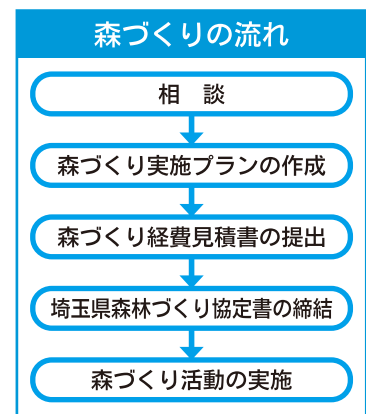 森づくりの流れ
相　談
森づくり実施プランの作成
森づくり経費見積書の提出
埼玉県森林づくり協定書の締結
森づくり活動の実施